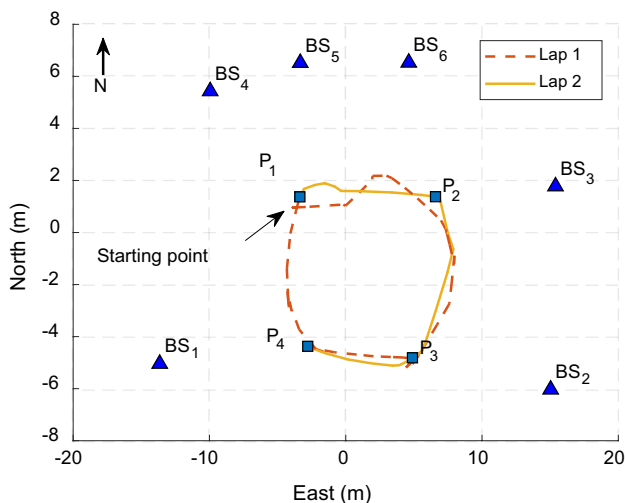 8
BS5
BS6
Lap 1
Lap 2
6
N
BS4
4
P1
2
P2
BS3
North (m)
0
Starting point
-2
-4
P4
P3
BS1
-6
BS2
-8
-20
-10
0
10
20
East (m)